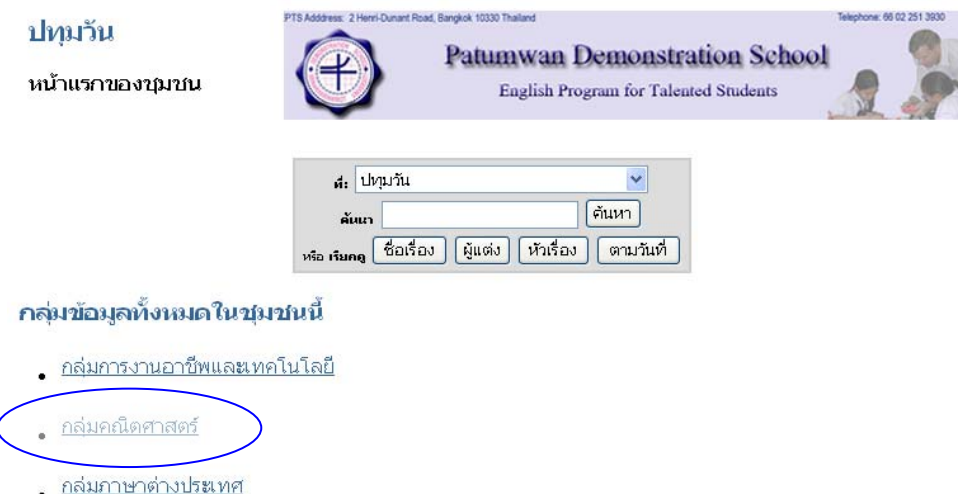 ปทุมวัน
หน้าแรกของชุมชน
PTS Adddress: 2 Henri-Dunant Road, Bangkok 10330 Thailand
Telephone: 66 02 251 3930
Patumwan Demonstration School
English Program for Talented Students
ที่: ปทุมวัน
ค้นหา ค้นหา
หรือ เรียกดู ชื่อเรื่อง ผู้แต่ง หัวเรื่อง ตามวันที่
กลุ่มข้อมูลทั้งหมดในชุมชนนี้
กลุ่มการงานอาชีพและเทคโนโลยี
กลุ่มคณิตศาสตร์
กลุ่มภาษาต่างประเทศ